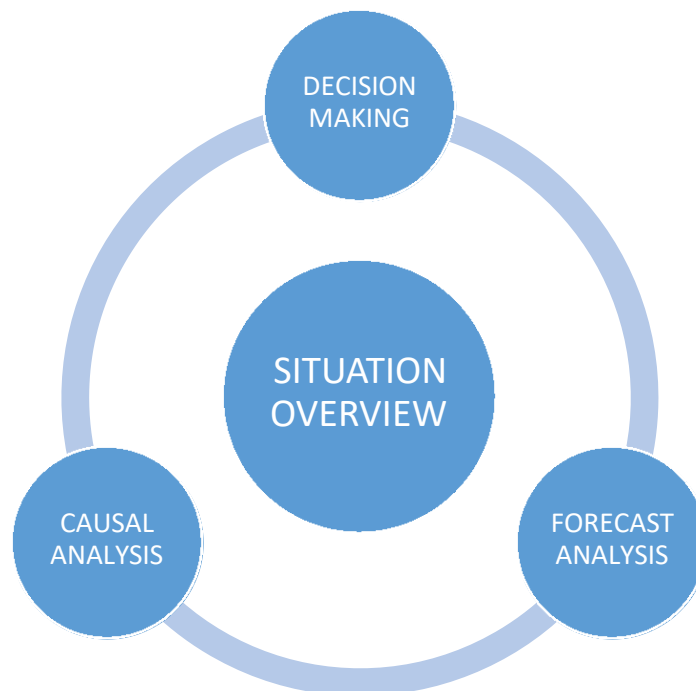 DECISION
MAKING
SITUATION
OVERVIEW
CAUSAL
ANALYSIS
FORECAST
ANALYSIS